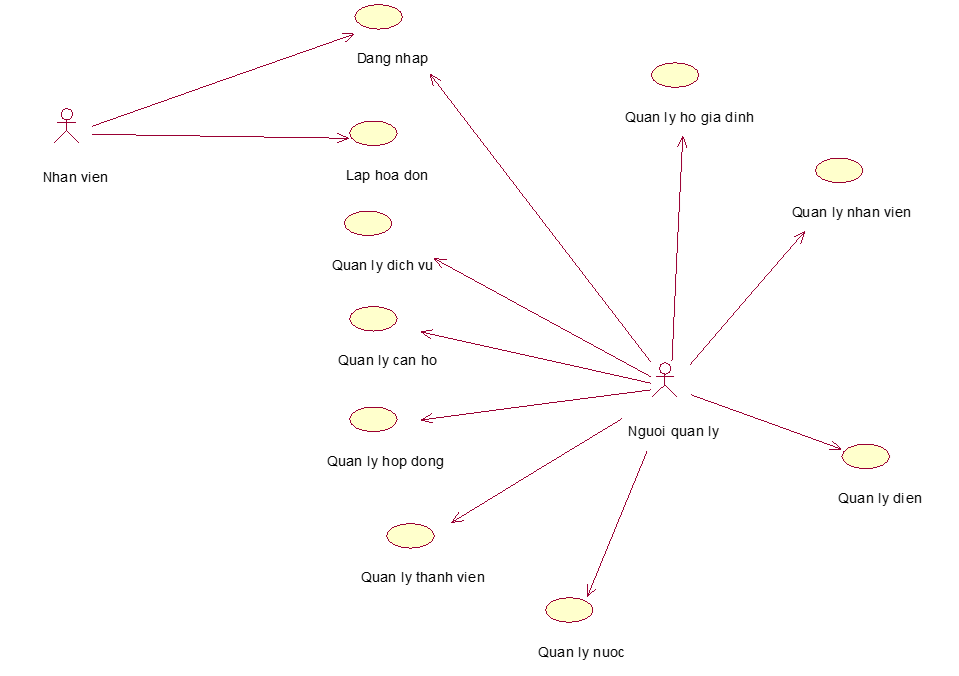 Dang nhap
Quan ly ho gia dinh
Nhan vien
Lap hoa don
Quan ly nhan vien
Quan ly dich vu
Quan ly can ho
Nguoi quan ly
Quan ly hop dong
Quan ly dien
Quan ly thanh vien
Quan ly nuoc